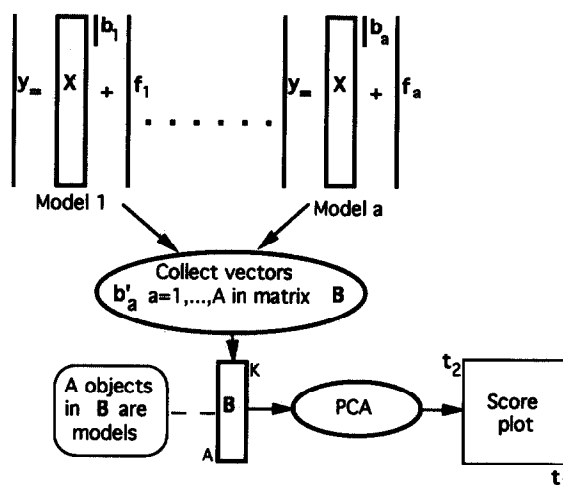 b1
ba
y = X + f1 . . . . . . y = X + fa
Model 1
Model a
Collect vectors
b'a a=1,...,A in matrix B
K
t2
A objects
in B are
models
B
PCA
Score
plot
A